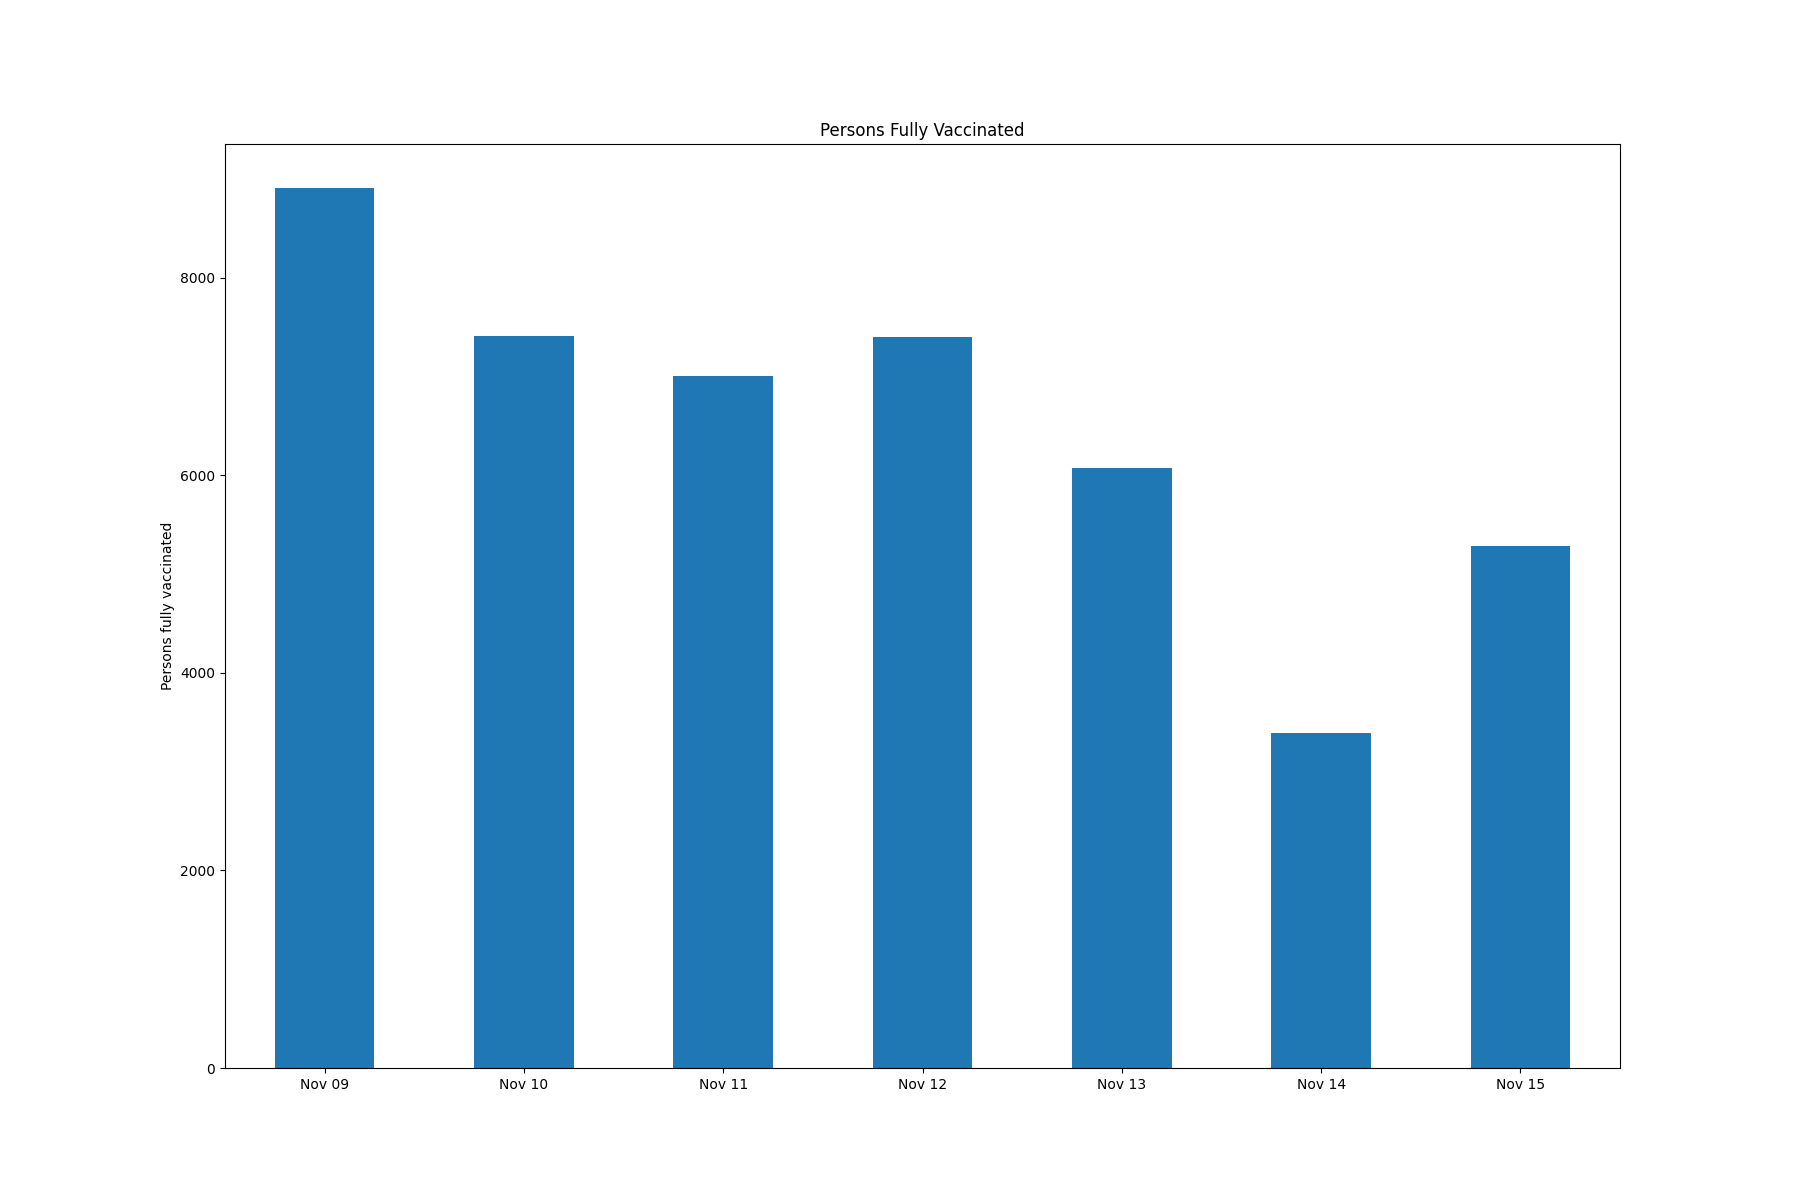 Persons Fully Vaccinated
Persons fully vaccinated
8000
6000
4000
2000
0
Nov 09
Nov 10
Nov 11
Nov 12
Nov 13
Nov 14
Nov 15